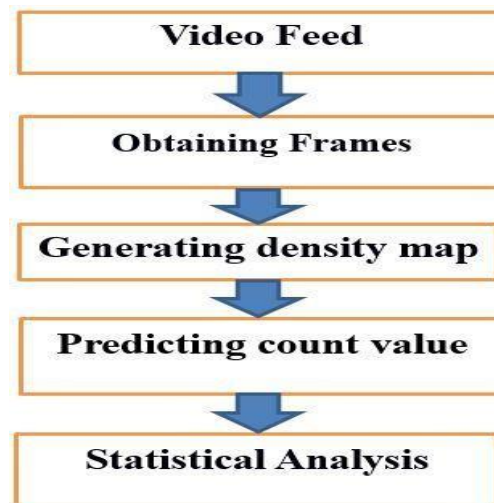 Video Feed
Obtaining Frames
Generating density map
Predicting count value
Statistical Analysis